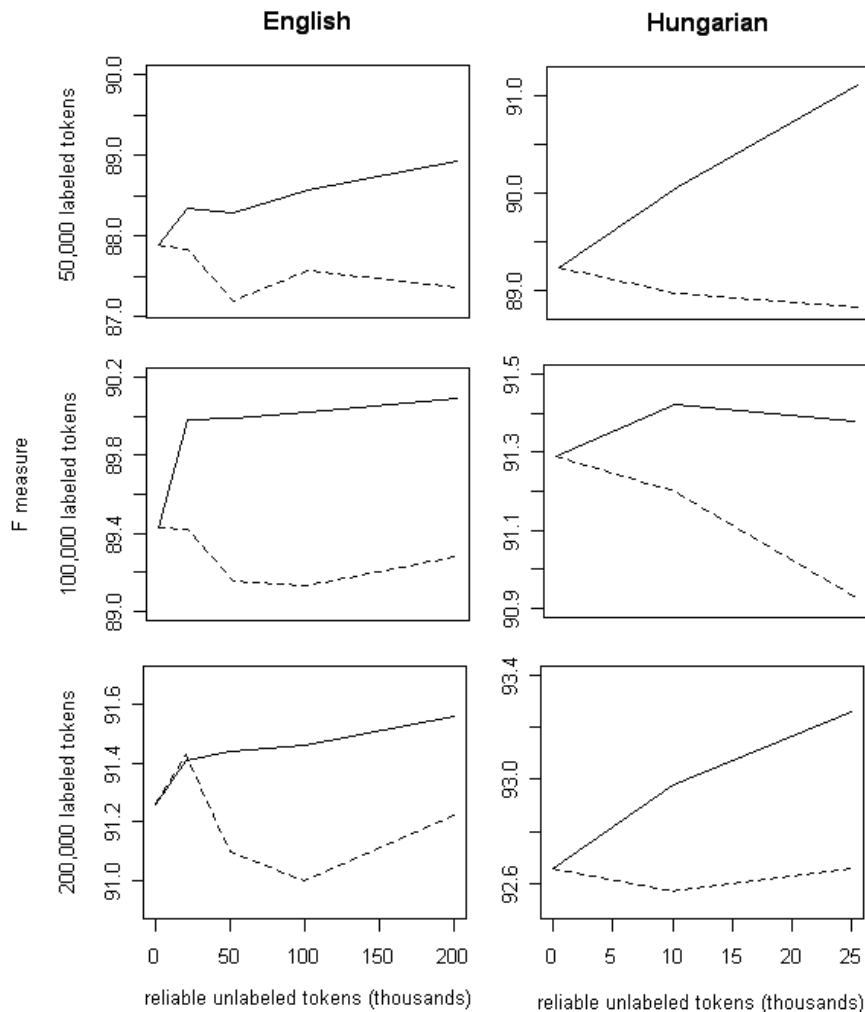 English
Hungarian
F measure
50,000 labeled tokens
87.0 88.0 89.0 90.0
89.0 90.0 91.0
100,000 labeled tokens
89.0 89.4 89.8 90.2
90.9 91.1 91.3 91.5
200,000 labeled tokens
91.0 91.2 91.4 91.6
92.6 93.0 93.4
0 50 100 150 200
0 5 10 15 20 25
reliable unlabeled tokens (thousands)
reliable unlabeled tokens (thousands)